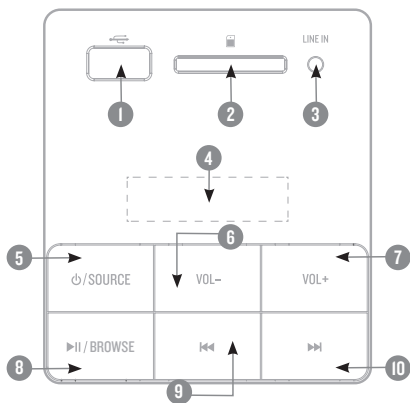 LINE IN
1
2
3
4
5
6
7
⏻/SOURCE
VOL–
VOL+
▶II/BROWSE
⏮
⏭
8
9
10